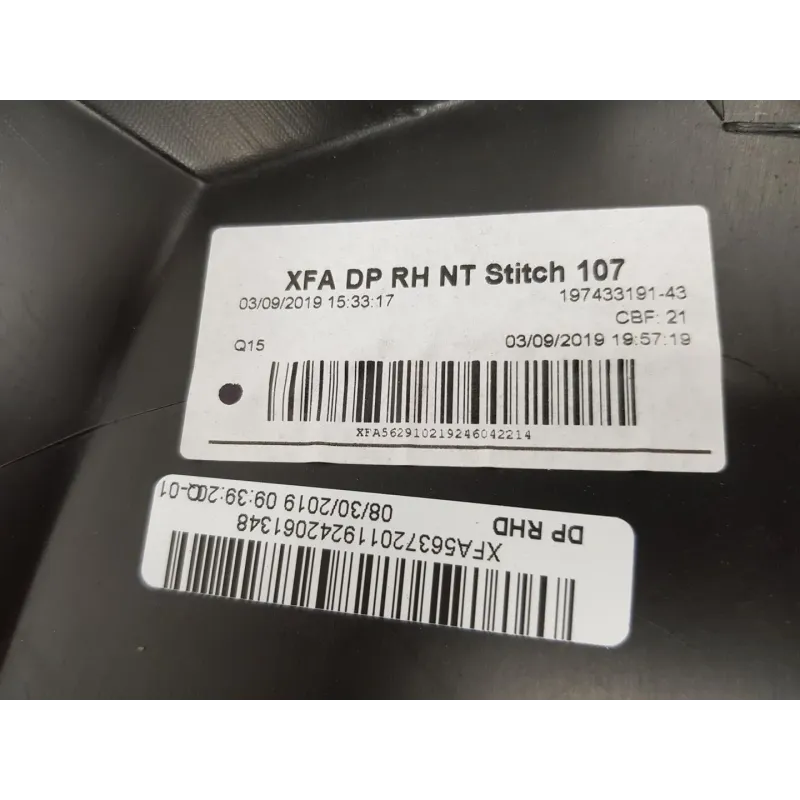 XFA DP RH NT Stitch 107
03/09/2019 15:33:17
197433191-43
CBF: 21
Q15
03/09/2019 19:57:19
XFA562910219246042214
DP RHD
08/30/2019 09:39:20Q-01
XFA563720119242061348